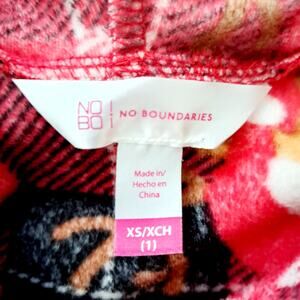 NO
BO
NO BOUNDARIES
Made in/
Hecho en
China
XS/XCH
(1)